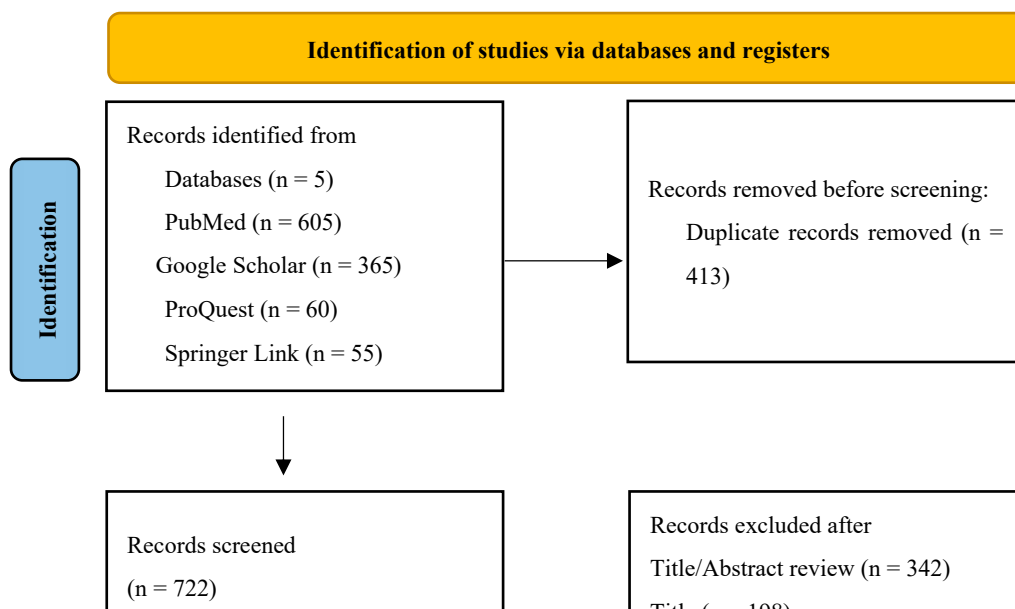 Identification of studies via databases and registers
Identification
Records identified from
Databases (n = 5)
PubMed (n = 605)
Google Scholar (n = 365)
ProQuest (n = 60)
Springer Link (n = 55)
Records removed before screening:
Duplicate records removed (n =
413)
Records screened
(n = 722)
Records excluded after
Title/Abstract review (n = 342)